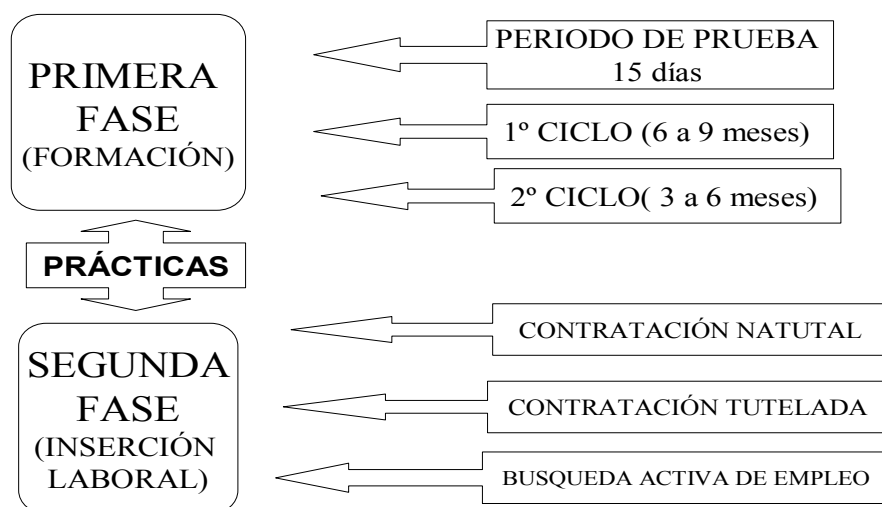 PRIMERA
FASE
(FORMACIÓN)
PERIODO DE PRUEBA
15 días
1º CICLO (6 a 9 meses)
2º CICLO( 3 a 6 meses)
PRÁCTICAS
SEGUNDA
FASE
(INSERCIÓN
LABORAL)
CONTRATACIÓN NATUTAL
CONTRATACIÓN TUTELADA
BUSQUEDA ACTIVA DE EMPLEO